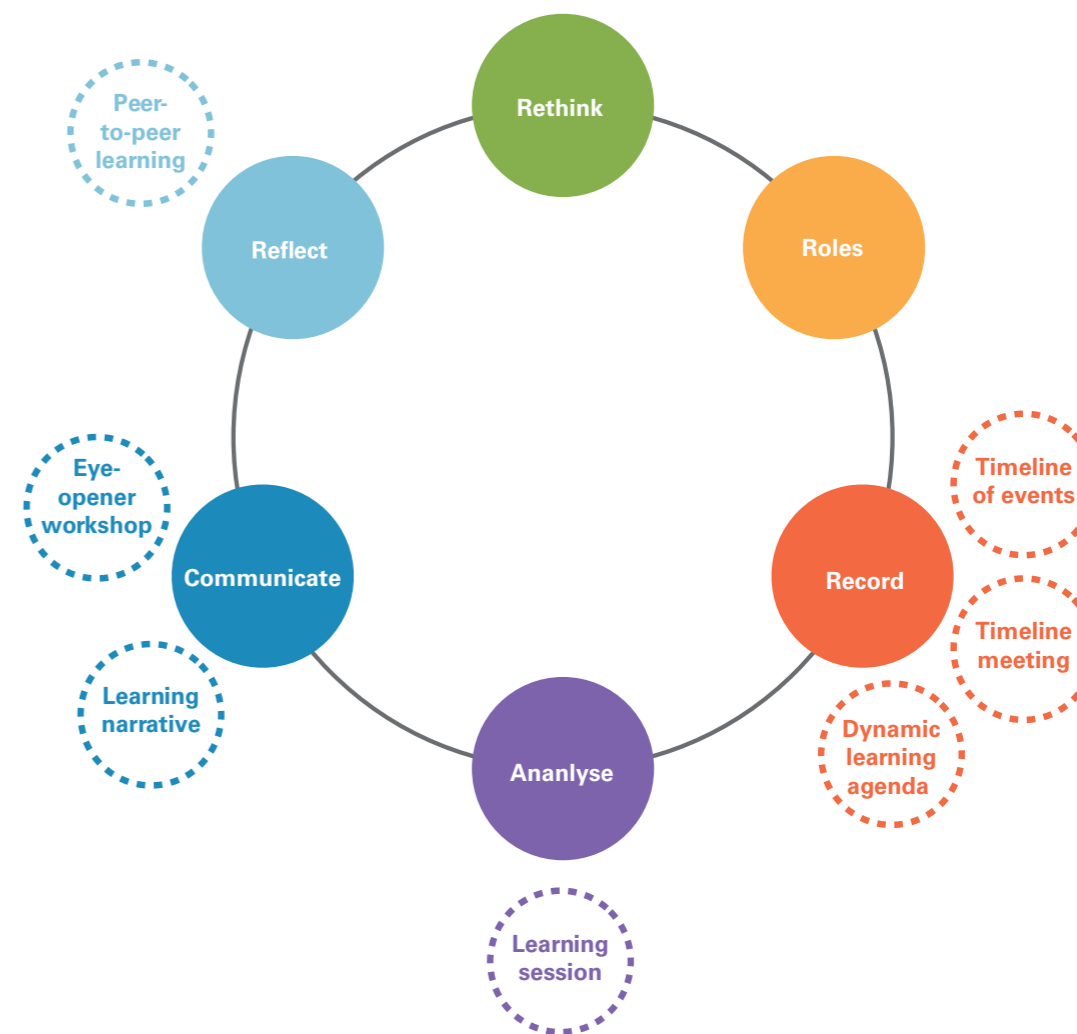 Rethink
Peer-
to-peer
learning
Reflect
Roles
Eye-
opener
workshop
Timeline
of events
Communicate
Record
Timeline
meeting
Learning
narrative
Dynamic
learning
agenda
Ananlyse
Learning
session